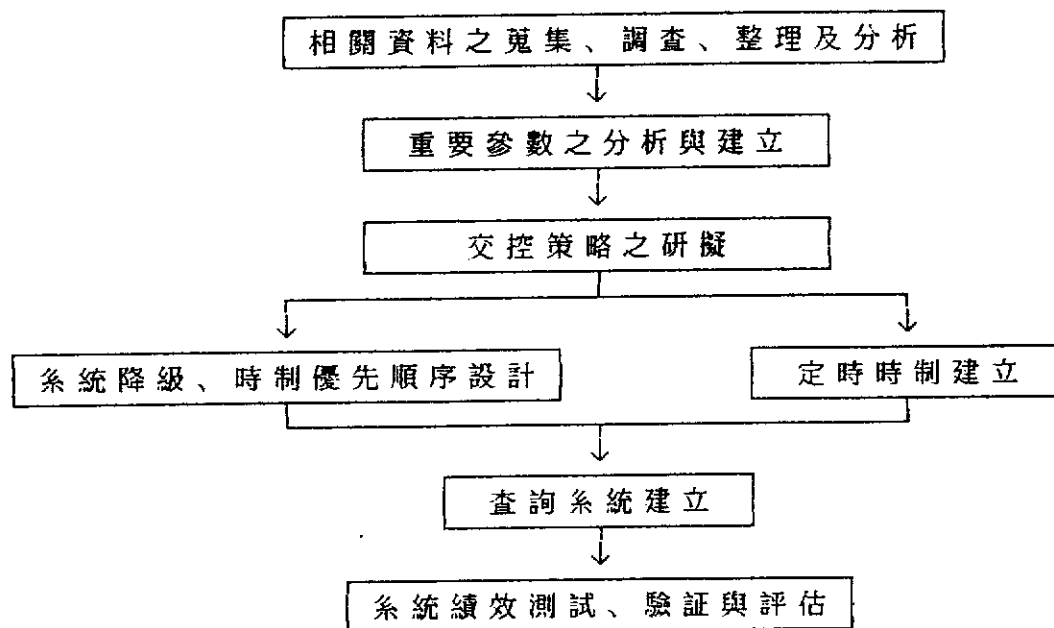 相關資料之蒐集、調查、整理及分析
重要參數之分析與建立
交控策略之研擬
系統降級、時制優先順序設計
定時時制建立
查詢系統建立
系統績效測試、驗証與評估